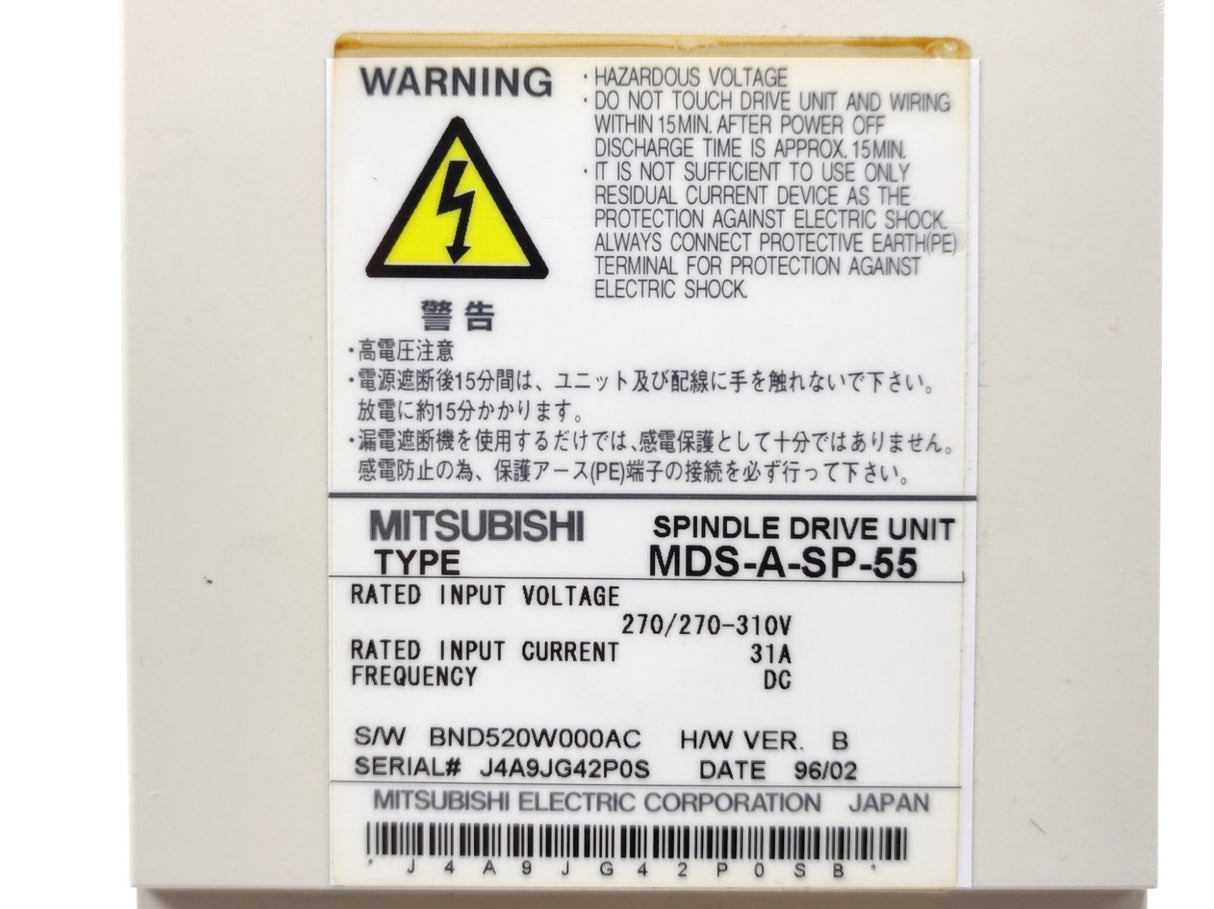 WARNING
・HAZARDOUS VOLTAGE
・DO NOT TOUCH DRIVE UNIT AND WIRING
WITHIN 15MIN. AFTER POWER OFF
DISCHARGE TIME IS APPROX. 15MIN.
・IT IS NOT SUFFICIENT TO USE ONLY
RESIDUAL CURRENT DEVICE AS THE
PROTECTION AGAINST ELECTRIC SHOCK.
ALWAYS CONNECT PROTECTIVE EARTH(PE)
TERMINAL FOR PROTECTION AGAINST
ELECTRIC SHOCK.
警告
・高電圧注意
・電源遮断後15分間は、ユニット及び配線に手を触れないで下さい。
放電に約15分かかります。
・漏電遮断機を使用するだけでは、感電保護として十分ではありません。
感電防止の為、保護アース(PE)端子の接続を必ず行って下さい。
MITSUBISHI SPINDLE DRIVE UNIT
TYPE MDS-A-SP-55
RATED INPUT VOLTAGE
270/270-310V
RATED INPUT CURRENT 31A
FREQUENCY DC
S/W BND520W000AC H/W VER. B
SERIAL# J4A9JG42P0S DATE 96/02
MITSUBISHI ELECTRIC CORPORATION JAPAN
*J4A9JG42P0SB*